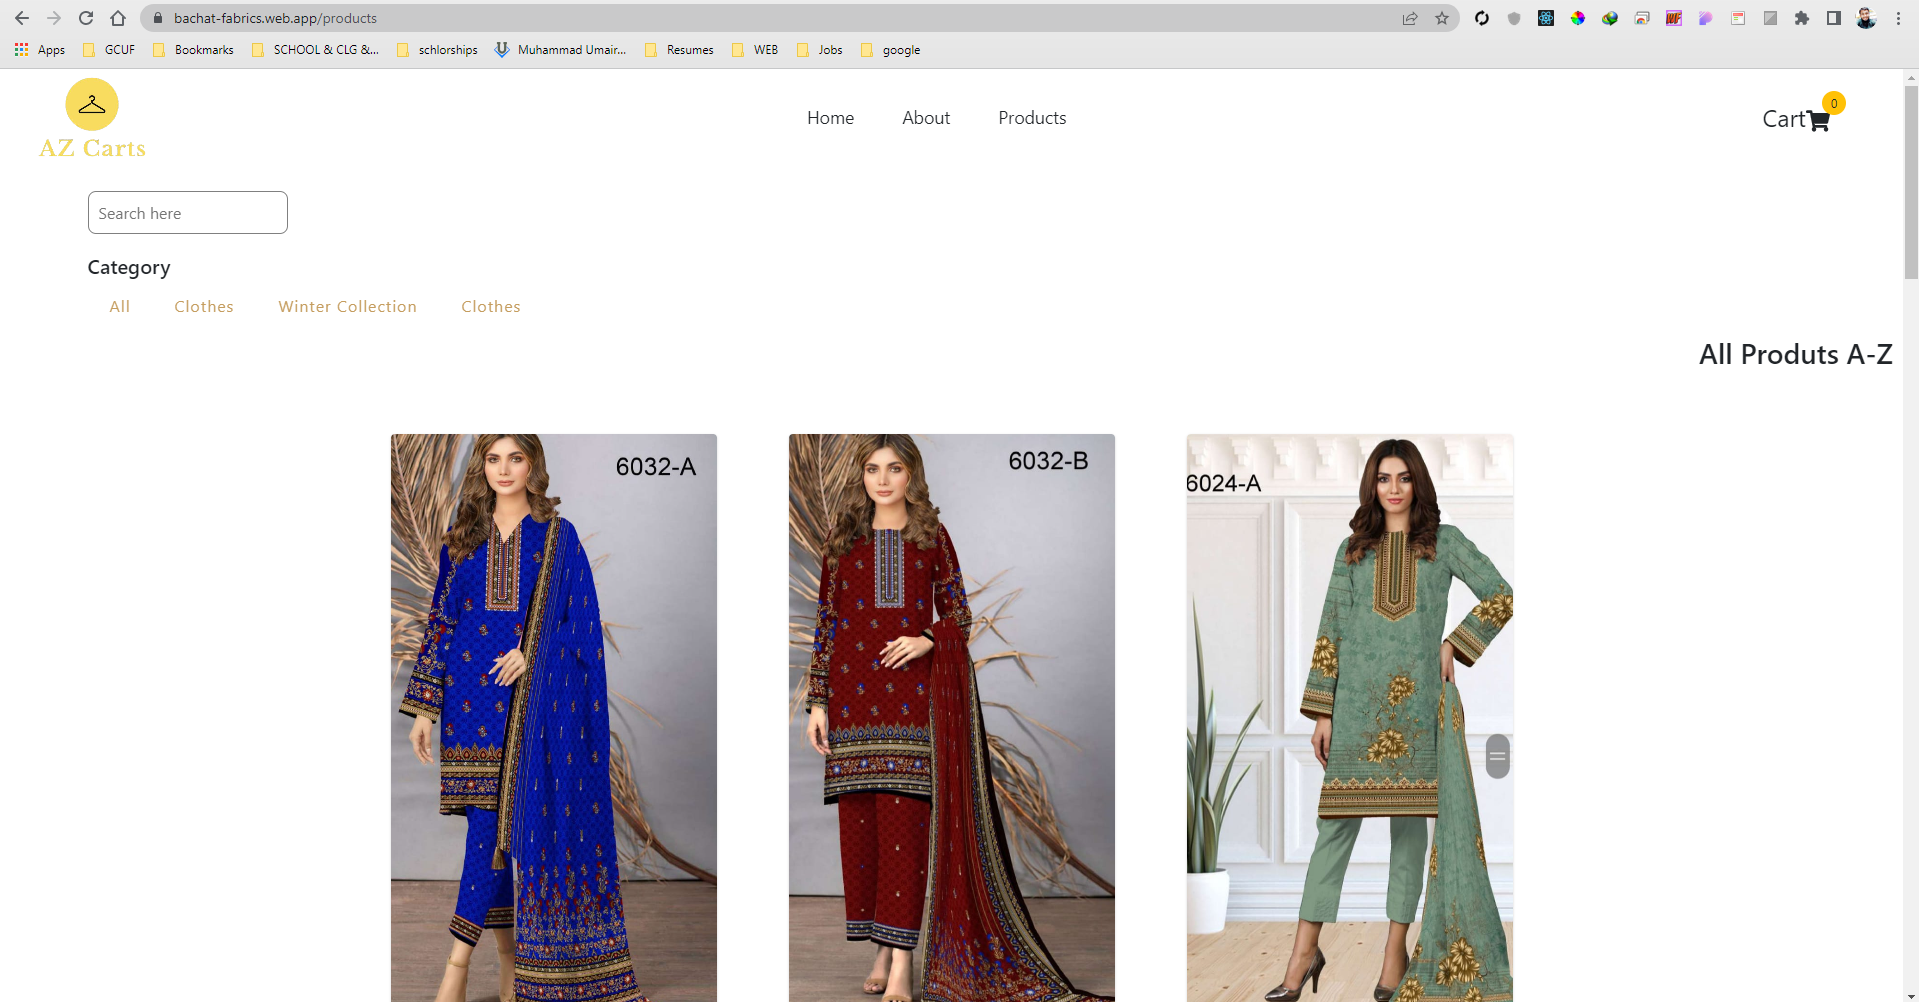 bachat-fabrics.web.app/products
Apps GCUF Bookmarks SCHOOL & CLG &... schlorships Muhammad Umair... Resumes WEB Jobs google
AZ Carts
Home About Products
Cart 0
Search here
Category
All Clothes Winter Collection Clothes
All Produts A-Z
6032-A
6032-B
6024-A